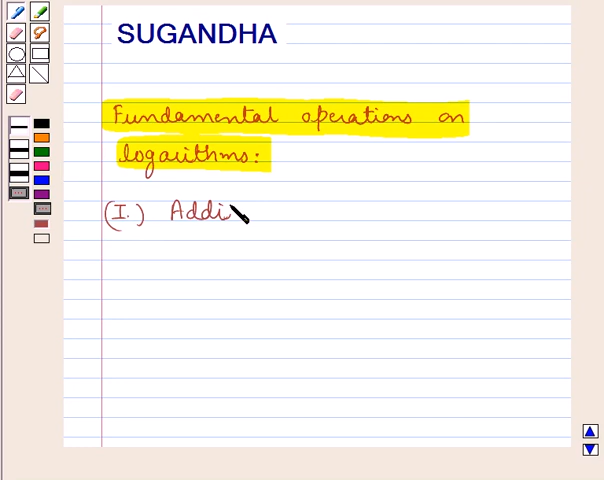 SUGANDHA
Fundamental operations on
logarithms:
(I.) Addi